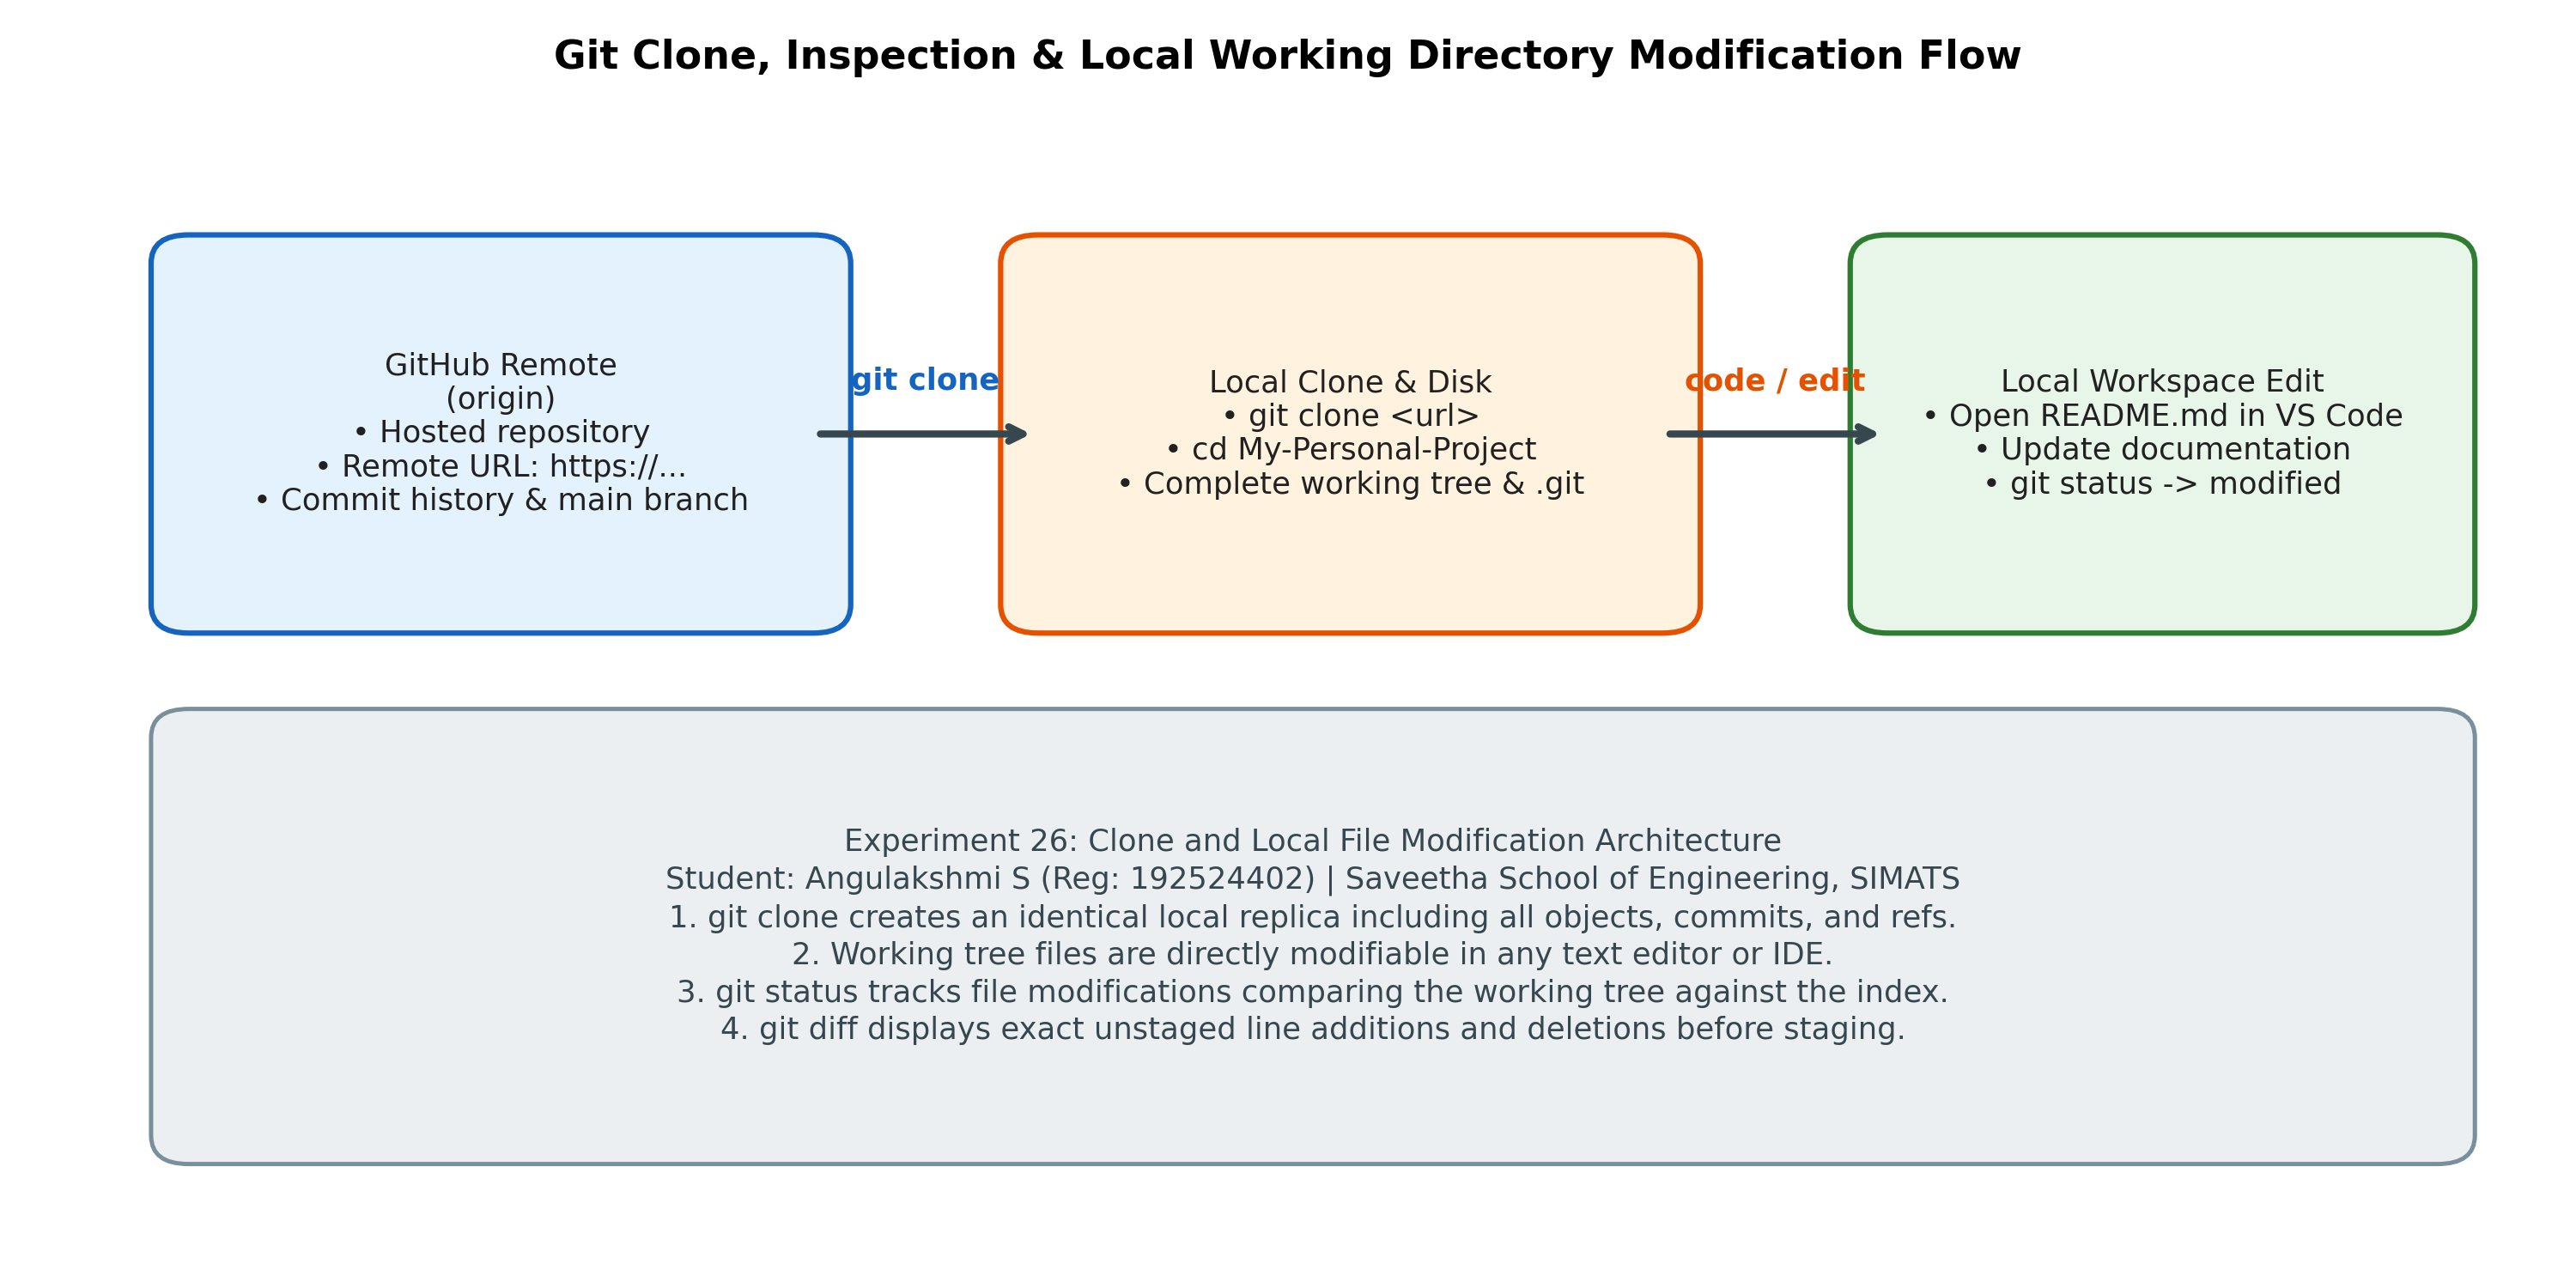 Git Clone, Inspection & Local Working Directory Modification Flow
GitHub Remote
(origin)
• Hosted repository
• Remote URL: https://...
• Commit history & main branch
git clone
Local Clone & Disk
• git clone <url>
• cd My-Personal-Project
• Complete working tree & .git
code / edit
Local Workspace Edit
• Open README.md in VS Code
• Update documentation
• git status -> modified
Experiment 26: Clone and Local File Modification Architecture
Student: Angulakshmi S (Reg: 192524402) | Saveetha School of Engineering, SIMATS
1. git clone creates an identical local replica including all objects, commits, and refs.
2. Working tree files are directly modifiable in any text editor or IDE.
3. git status tracks file modifications comparing the working tree against the index.
4. git diff displays exact unstaged line additions and deletions before staging.